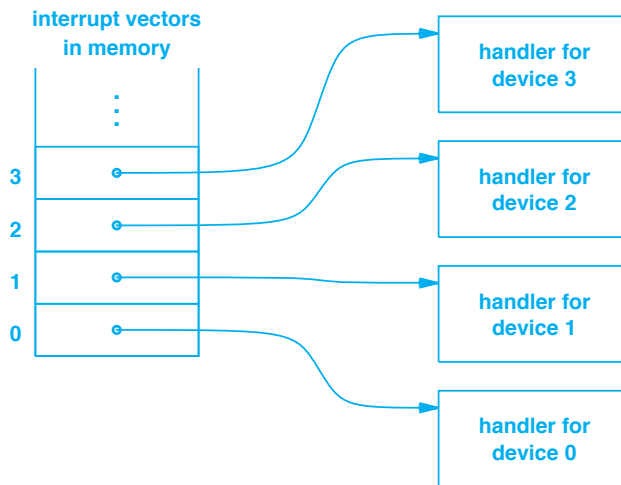 interrupt vectors
in memory
3
2
1
0
handler for
device 3
handler for
device 2
handler for
device 1
handler for
device 0